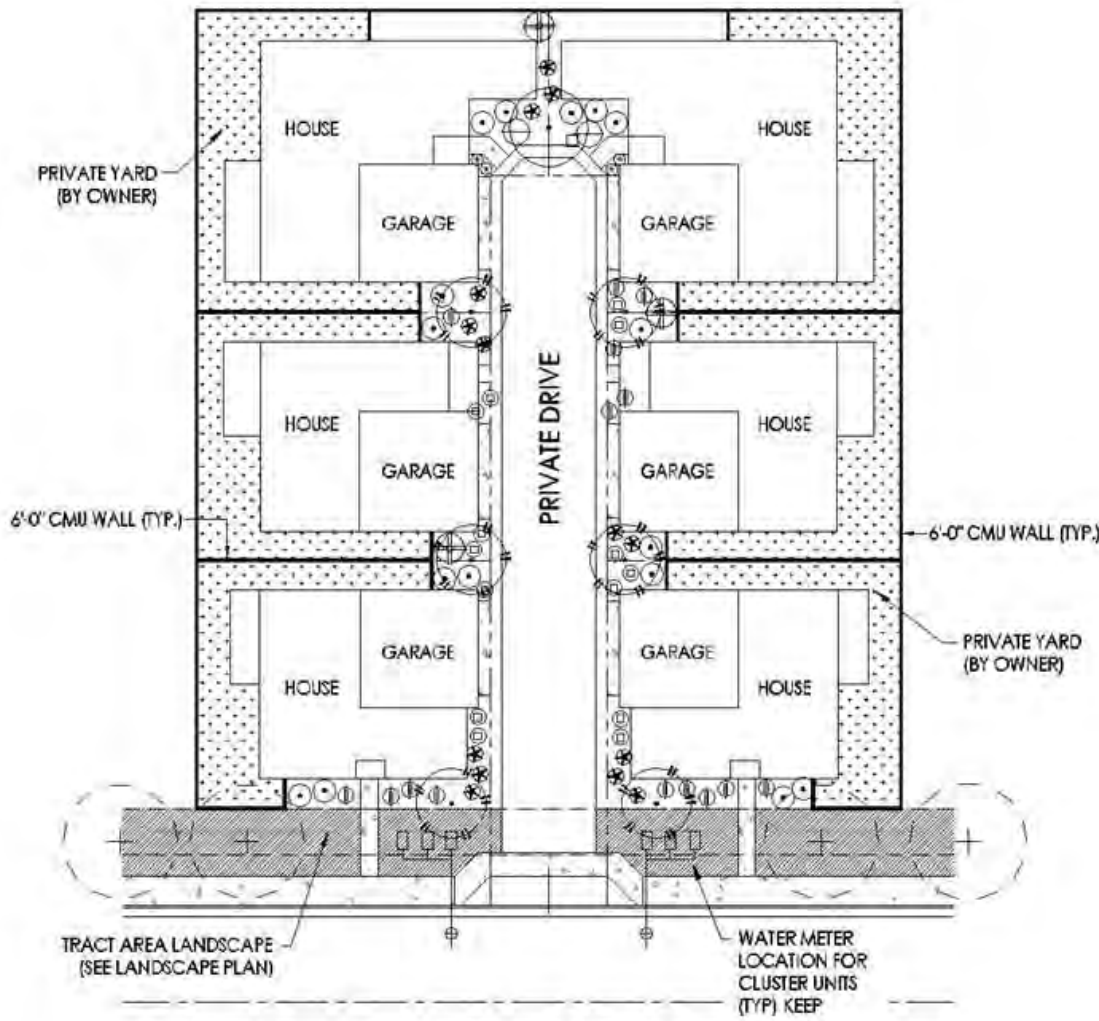 HOUSE
HOUSE
PRIVATE YARD
(BY OWNER)
GARAGE
GARAGE
PRIVATE DRIVE
HOUSE
HOUSE
GARAGE
GARAGE
6'-0" CMU WALL (TYP.)
6'-0" CMU WALL (TYP.)
GARAGE
GARAGE
PRIVATE YARD
(BY OWNER)
HOUSE
HOUSE
TRACT AREA LANDSCAPE
(SEE LANDSCAPE PLAN)
WATER METER
LOCATION FOR
CLUSTER UNITS
(TYP) KEEP